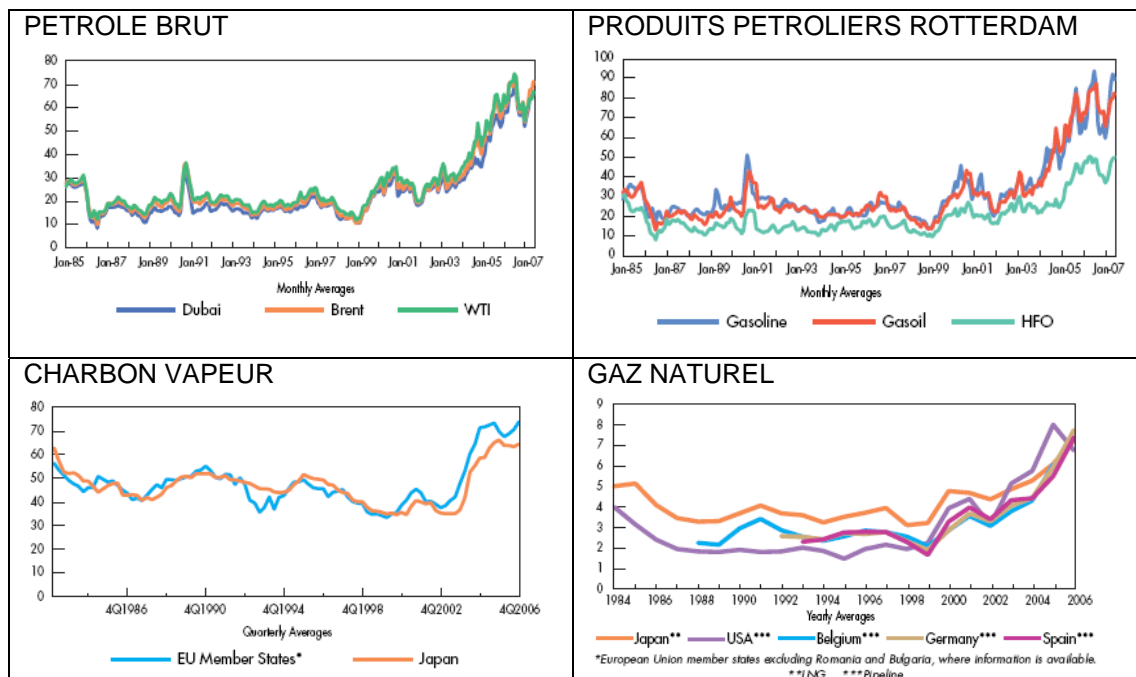 PETROLE BRUT
80
70
60
50
40
30
20
10
0
Jan-85 Jan-87 Jan-89 Jan-91 Jan-93 Jan-95 Jan-97 Jan-99 Jan-01 Jan-03 Jan-05 Jan-07
Monthly Averages
Dubai Brent WTI
PRODUITS PETROLIERS ROTTERDAM
100
90
80
70
60
50
40
30
20
10
0
Jan-85 Jan-87 Jan-89 Jan-91 Jan-93 Jan-95 Jan-97 Jan-99 Jan-01 Jan-03 Jan-05 Jan-07
Monthly Averages
Gasoline Gasoil HFO
CHARBON VAPEUR
80
70
60
50
40
30
20
10
0
4Q1986 4Q1990 4Q1994 4Q1998 4Q2002 4Q2006
Quarterly Averages
EU Member States* Japan
GAZ NATUREL
9
8
7
6
5
4
3
2
1
0
1984 1986 1988 1990 1992 1994 1996 1998 2000 2002 2004 2006
Yearly Averages
Japan** USA*** Belgium*** Germany*** Spain***
*European Union member states excluding Romania and Bulgaria, where information is available.
**LNG ***Pipeline